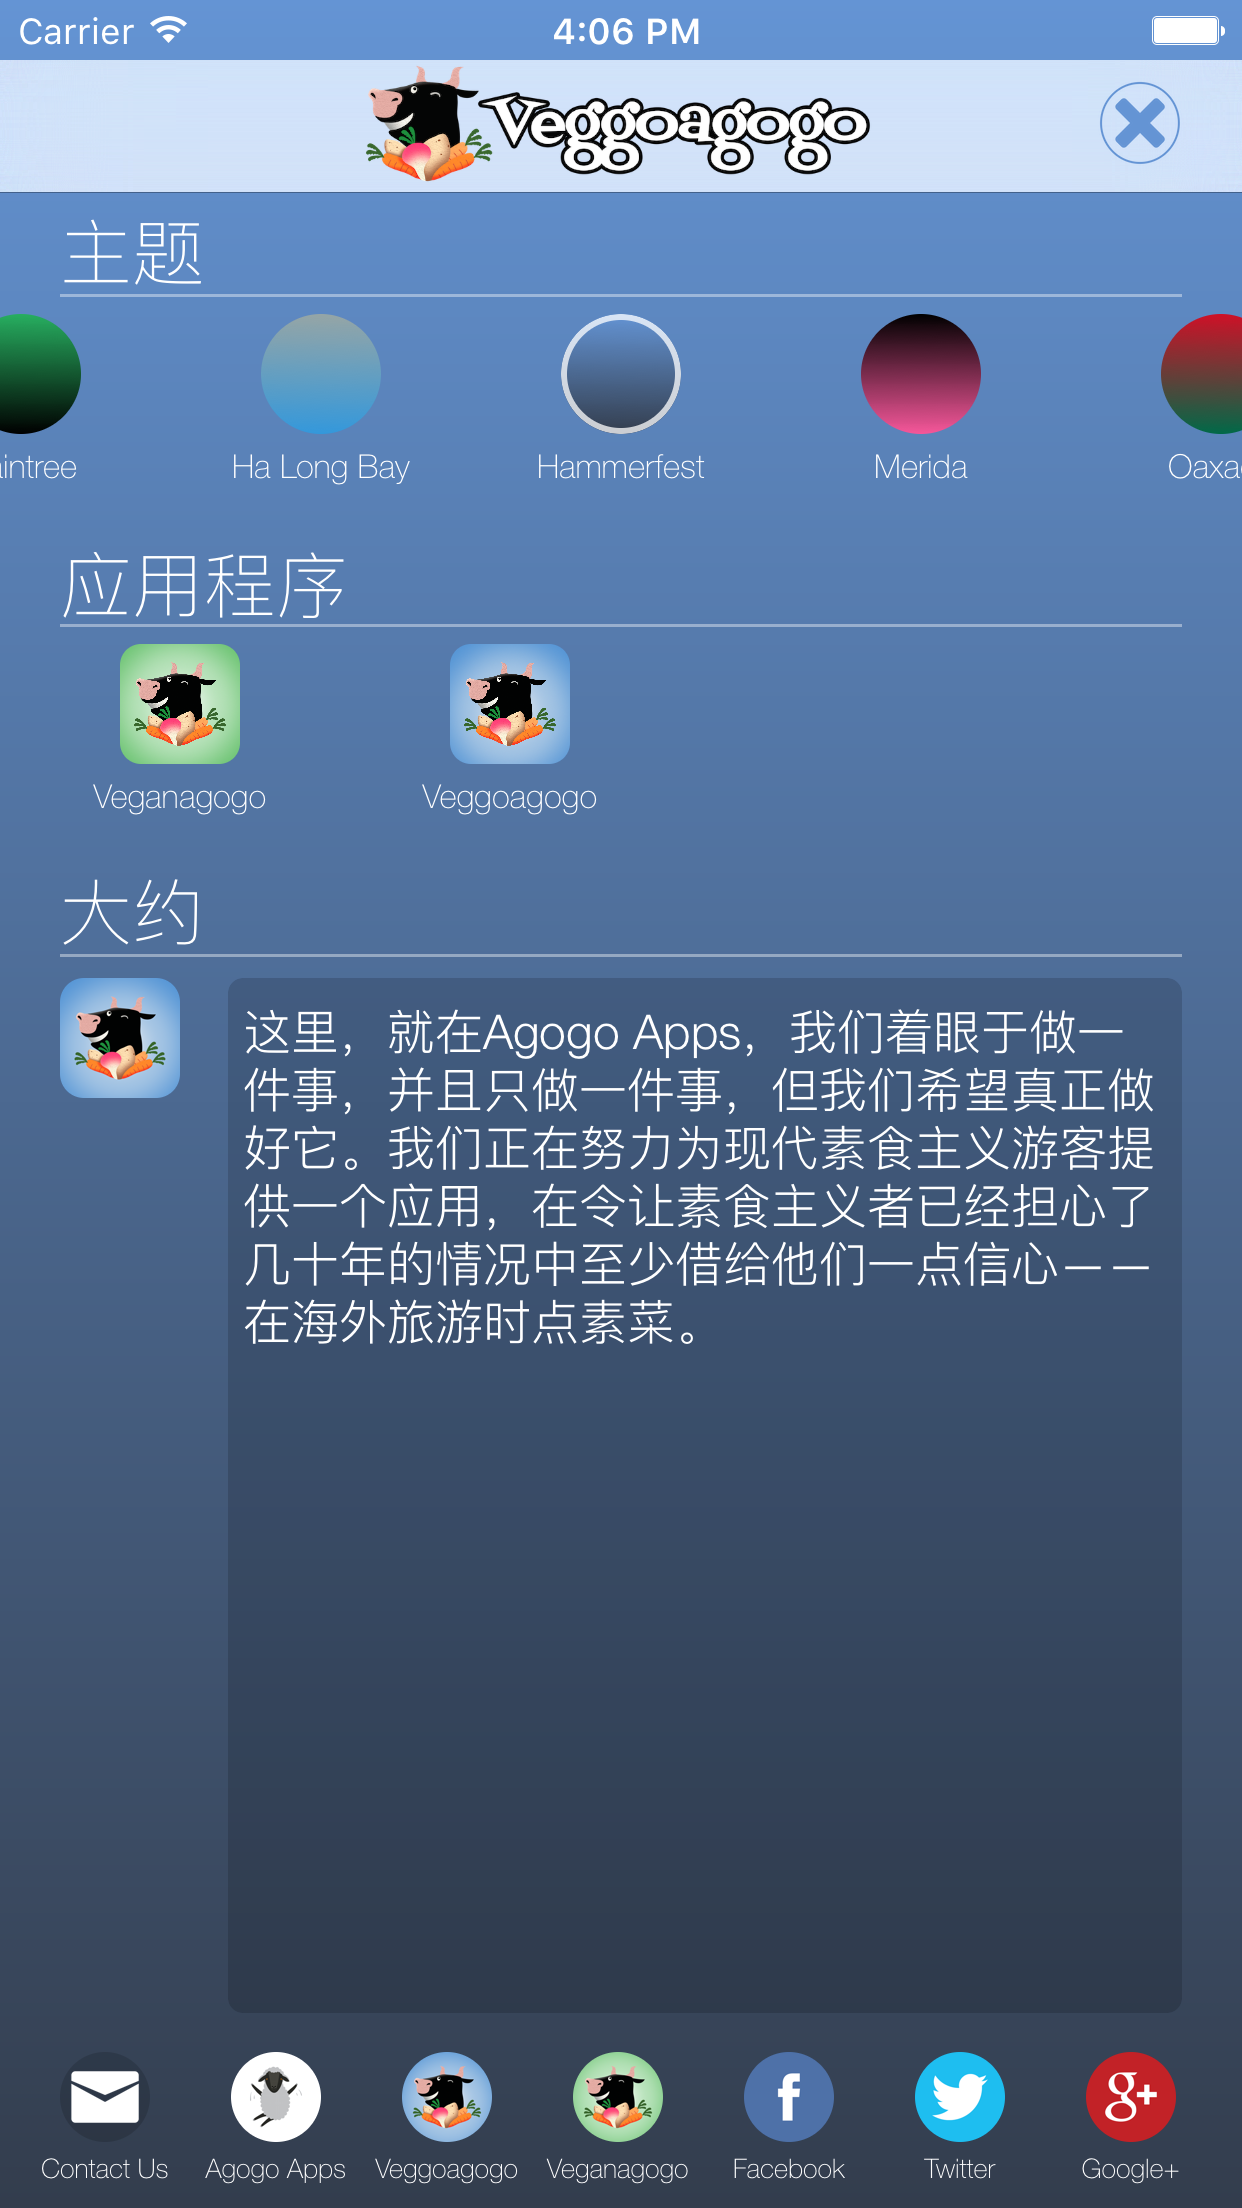 Carrier 4:06 PM
Veggoagogo
主题
intree Ha Long Bay Hammerfest Merida Oaxa
应用程序
Veganagogo Veggoagogo
大约
这里，就在Agogo Apps，我们着眼于做一
件事，并且只做一件事，但我们希望真正做
好它。我们正在努力为现代素食主义游客提
供一个应用，在令让素食主义者已经担心了
几十年的情况中至少借给他们一点信心——
在海外旅游时点素菜。
f g+
Contact Us Agogo Apps Veggoagogo Veganagogo Facebook Twitter Google+